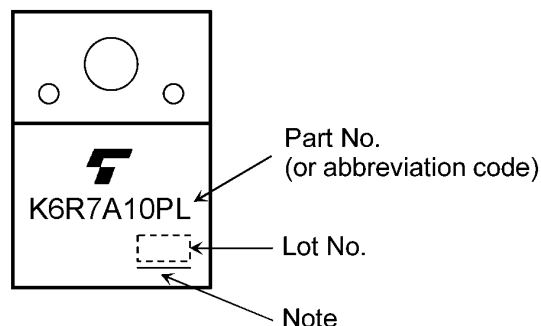 Part No.
(or abbreviation code)
K6R7A10PL
Lot No.
Note